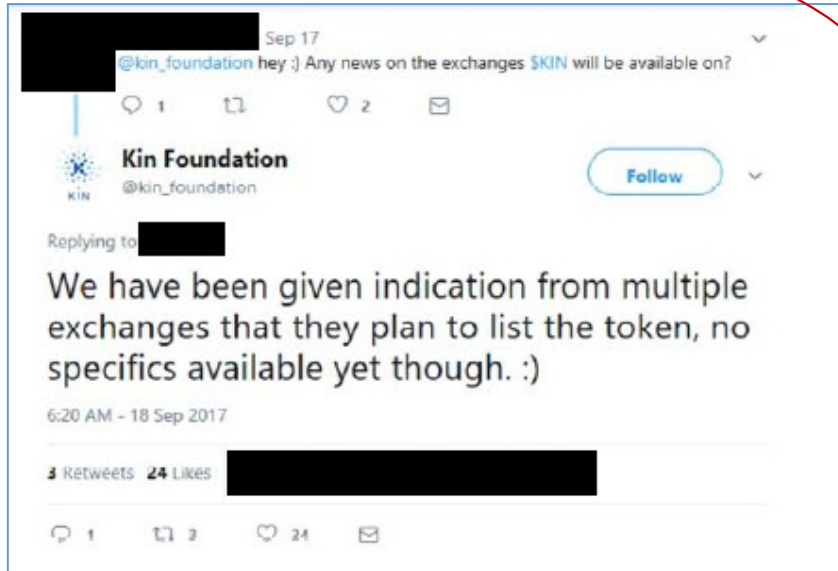 Sep 17
@kin_foundation hey :) Any news on the exchanges $KIN will be available on?
1 2
Kin Foundation
@kin_foundation
KIN
Follow
Replying to
We have been given indication from multiple
exchanges that they plan to list the token, no
specifics available yet though. :)
6:20 AM - 18 Sep 2017
3 Retweets 24 Likes
1 3 24